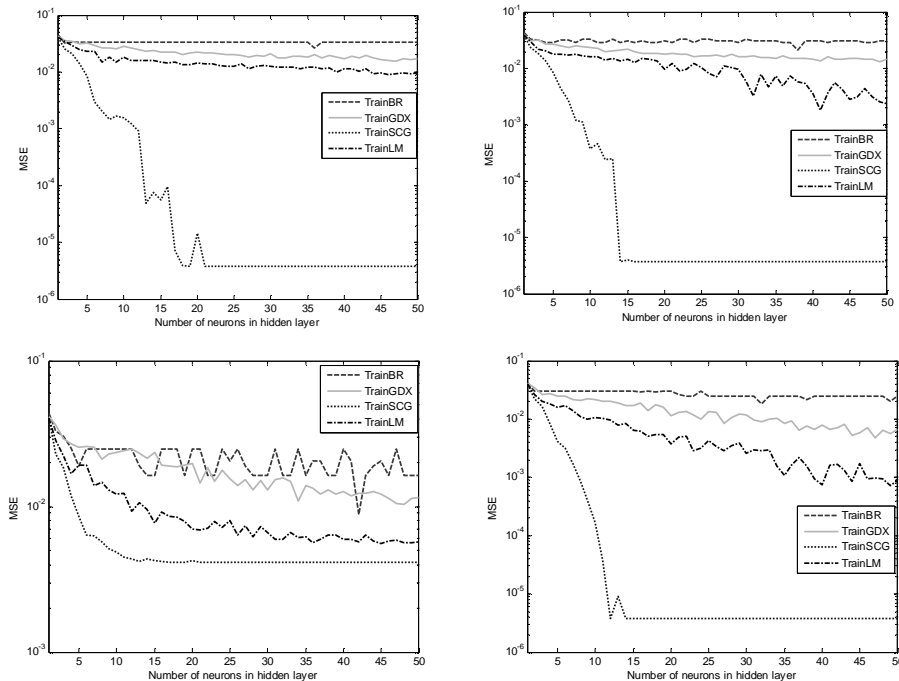 10-1
10-2
10-3
10-4
10-5
10-6
MSE
TrainBR
TrainGDX
TrainSCG
TrainLM
5 10 15 20 25 30 35 40 45 50
Number of neurons in hidden layer
10-1
10-2
10-3
10-4
10-5
10-6
MSE
TrainBR
TrainGDX
TrainSCG
TrainLM
5 10 15 20 25 30 35 40 45 50
Number of neurons in hidden layer
10-1
10-2
10-3
MSE
TrainBR
TrainGDX
TrainSCG
TrainLM
5 10 15 20 25 30 35 40 45 50
Number of neurons in hidden layer
10-1
10-2
10-3
10-4
10-5
10-6
MSE
TrainBR
TrainGDX
TrainSCG
TrainLM
5 10 15 20 25 30 35 40 45 50
Number of neurons in hidden layer